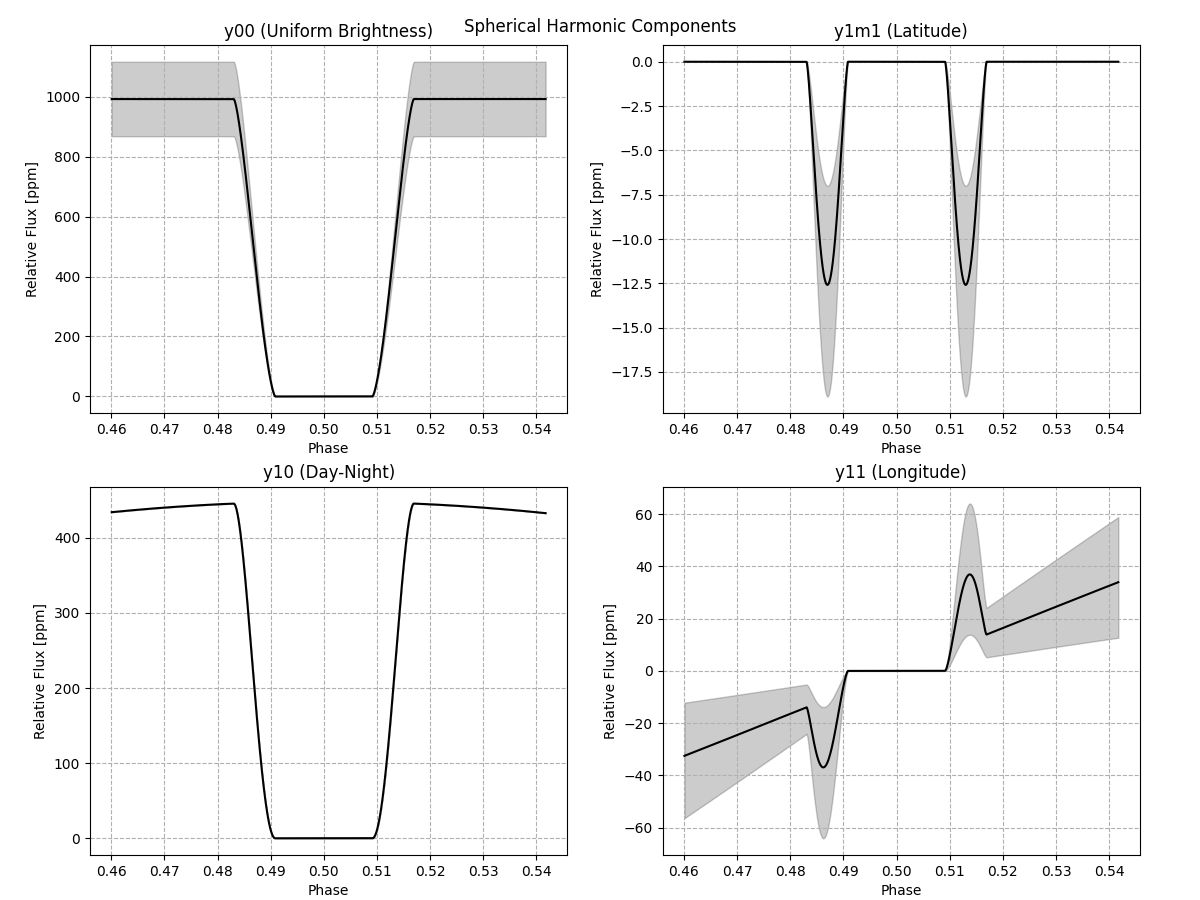 Spherical Harmonic Components
y00 (Uniform Brightness)
Relative Flux [ppm]
1000
800
600
400
200
0
0.46 0.47 0.48 0.49 0.50 0.51 0.52 0.53 0.54
Phase
y1m1 (Latitude)
Relative Flux [ppm]
0.0
−2.5
−5.0
−7.5
−10.0
−12.5
−15.0
−17.5
0.46 0.47 0.48 0.49 0.50 0.51 0.52 0.53 0.54
Phase
y10 (Day-Night)
Relative Flux [ppm]
400
300
200
100
0
0.46 0.47 0.48 0.49 0.50 0.51 0.52 0.53 0.54
Phase
y11 (Longitude)
Relative Flux [ppm]
60
40
20
0
−20
−40
−60
0.46 0.47 0.48 0.49 0.50 0.51 0.52 0.53 0.54
Phase